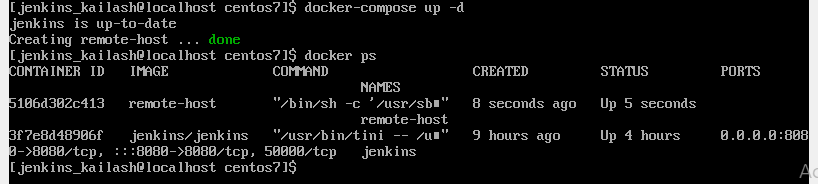 [jenkins_kailash@localhost centos7]$ docker-compose up -d
jenkins is up-to-date
Creating remote-host ... done
[jenkins_kailash@localhost centos7]$ docker ps
CONTAINER ID   IMAGE             COMMAND                  CREATED         STATUS         PORTS
                                              NAMES
5106d302c413   remote-host       "/bin/sh -c '/usr/sb■"   8 seconds ago   Up 5 seconds
                                              remote-host
3f7e8d48906f   jenkins/jenkins   "/usr/bin/tini -- /u■"   9 hours ago     Up 4 hours     0.0.0.0:808
0->8080/tcp, :::8080->8080/tcp, 50000/tcp   jenkins
[jenkins_kailash@localhost centos7]$